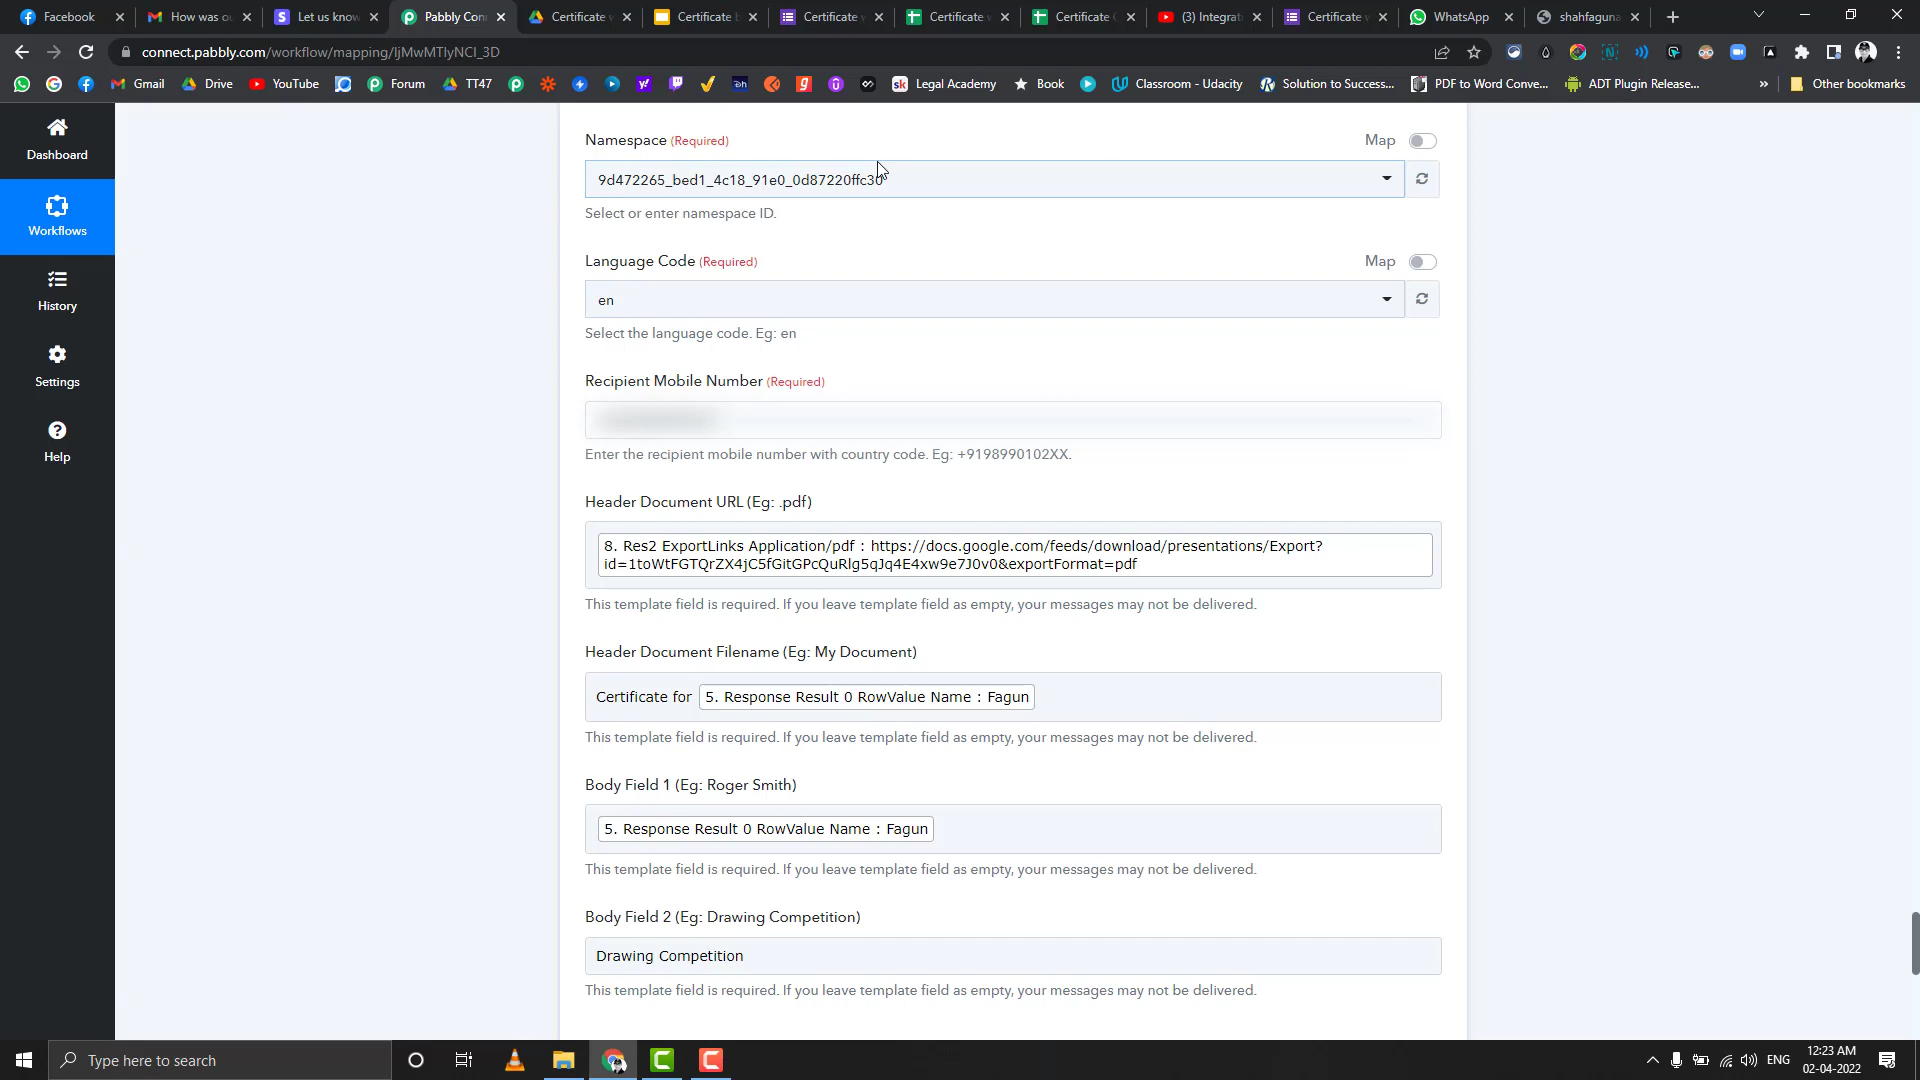 Facebook
How was ou
Let us know
Pabbly Con
Certificate w
Certificate b
Certificate w
Certificate w
Certificate C
(3) Integrat
Certificate w
WhatsApp
shahfaguna
connect.pabbly.com/workflow/mapping/IjMwMTIyNCI_3D
Gmail
Drive
YouTube
Forum
TT47
Legal Academy
Book
Classroom - Udacity
Solution to Success...
PDF to Word Conve...
ADT Plugin Release...
»
Other bookmarks
Dashboard
Workflows
History
Settings
Help
Namespace (Required)
Map
9d472265_bed1_4c18_91e0_0d87220ffc30
Select or enter namespace ID.
Language Code (Required)
Map
en
Select the language code. Eg: en
Recipient Mobile Number (Required)
Enter the recipient mobile number with country code. Eg: +9198990102XX.
Header Document URL (Eg: .pdf)
8. Res2 ExportLinks Application/pdf : https://docs.google.com/feeds/download/presentations/Export?
id=1toWtFGTQrZX4jC5fGitGPcQuRlg5qJq4E4xw9e7J0v0&exportFormat=pdf
This template field is required. If you leave template field as empty, your messages may not be delivered.
Header Document Filename (Eg: My Document)
Certificate for 5. Response Result 0 RowValue Name : Fagun
This template field is required. If you leave template field as empty, your messages may not be delivered.
Body Field 1 (Eg: Roger Smith)
5. Response Result 0 RowValue Name : Fagun
This template field is required. If you leave template field as empty, your messages may not be delivered.
Body Field 2 (Eg: Drawing Competition)
Drawing Competition
This template field is required. If you leave template field as empty, your messages may not be delivered.
Type here to search
ENG
12:23 AM
02-04-2022